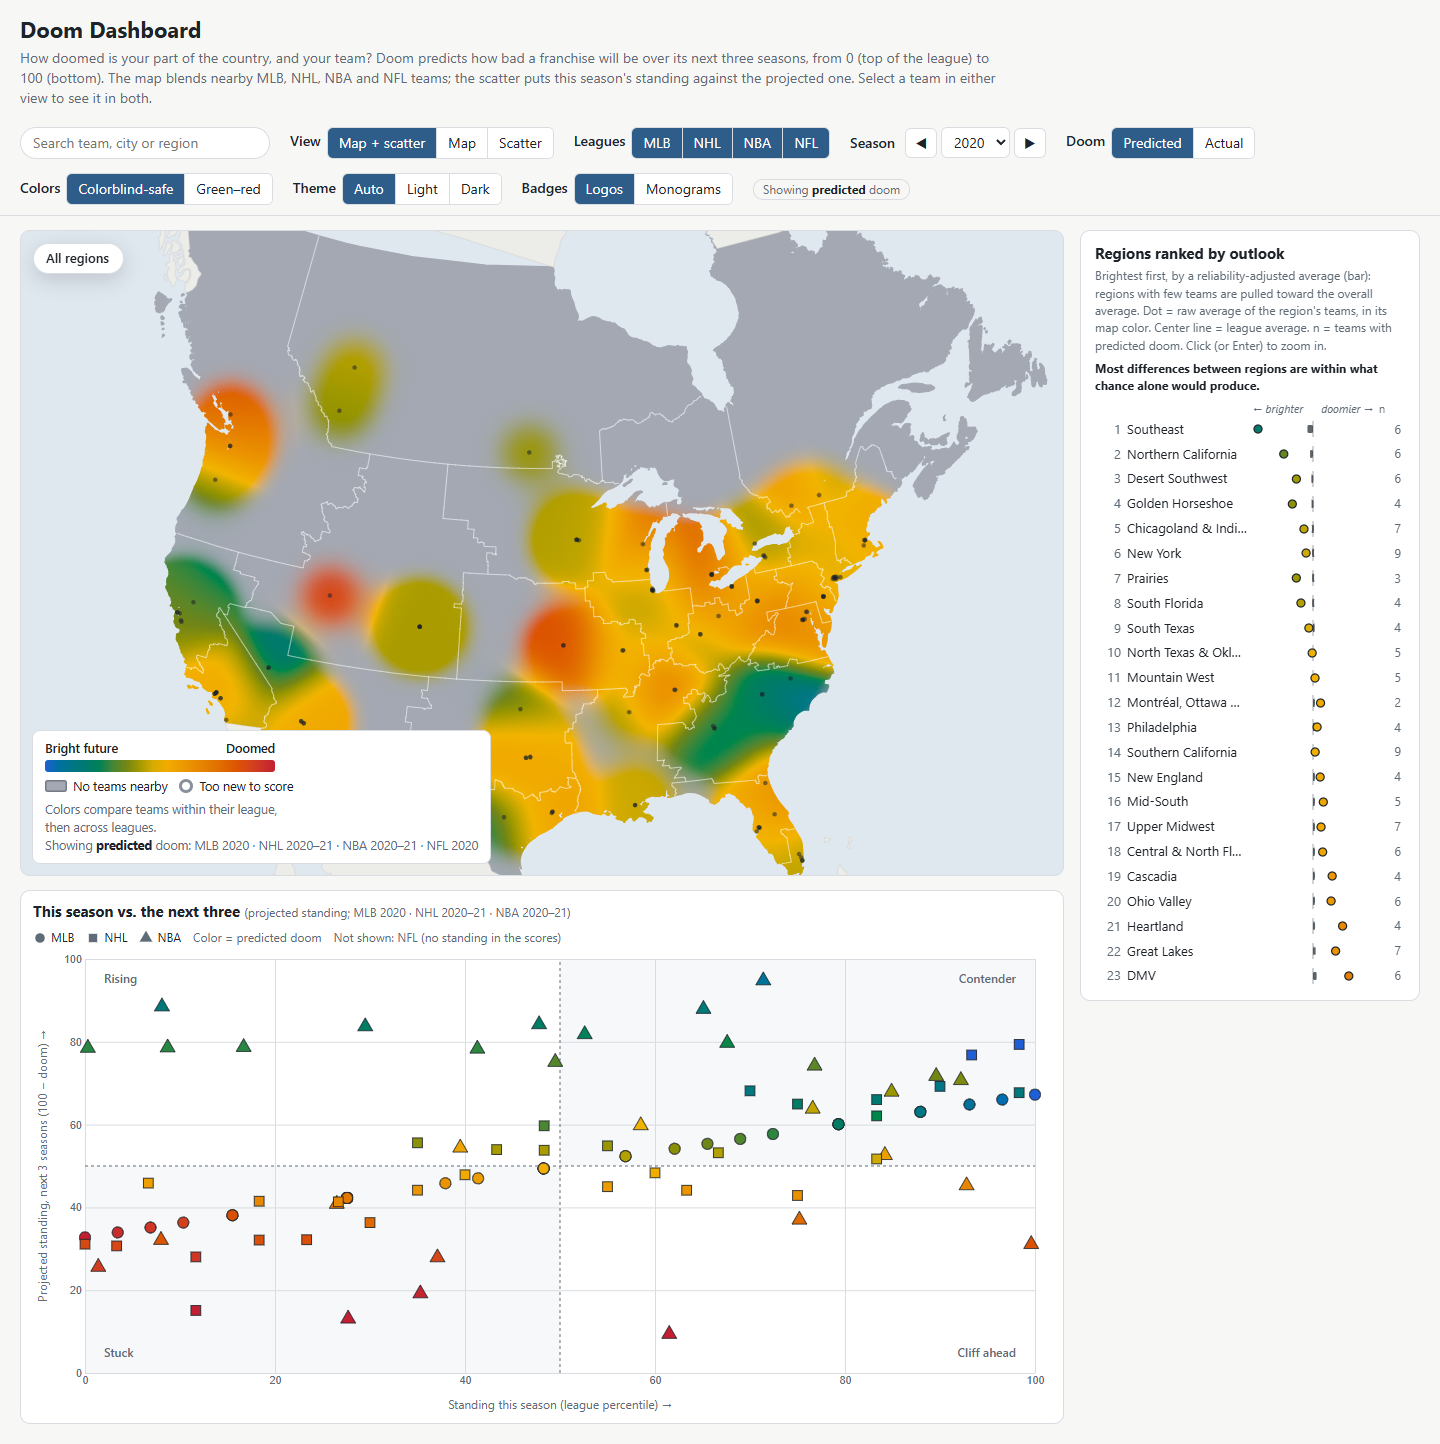 Doom Dashboard
How doomed is your part of the country, and your team? Doom predicts how bad a franchise will be over its next three seasons, from 0 (top of the league) to
100 (bottom). The map blends nearby MLB, NHL, NBA and NFL teams; the scatter puts this season's standing against the projected one. Select a team in either
view to see it in both.
Search team, city or region View Map + scatter Map Scatter Leagues MLB NHL NBA NFL Season ◀ 2020 ▶ Doom Predicted Actual
Colors Colorblind-safe Green–red Theme Auto Light Dark Badges Logos Monograms Showing predicted doom
All regions
Bright future Doomed
No teams nearby Too new to score
Colors compare teams within their league,
then across leagues.
Showing predicted doom: MLB 2020 · NHL 2020–21 · NBA 2020–21 · NFL 2020
Regions ranked by outlook
Brightest first, by a reliability-adjusted average (bar):
regions with few teams are pulled toward the overall
average. Dot = raw average of the region's teams, in its
map color. Center line = league average. n = teams with
predicted doom. Click (or Enter) to zoom in.
Most differences between regions are within what
chance alone would produce.
← brighter doomier → n
1 Southeast 6
2 Northern California 6
3 Desert Southwest 6
4 Golden Horseshoe 4
5 Chicagoland & Indi... 7
6 New York 9
7 Prairies 3
8 South Florida 4
9 South Texas 4
10 North Texas & Okl... 5
11 Mountain West 5
12 Montréal, Ottawa ... 2
13 Philadelphia 4
14 Southern California 9
15 New England 4
16 Mid-South 5
17 Upper Midwest 7
18 Central & North Fl... 6
19 Cascadia 4
20 Ohio Valley 6
21 Heartland 4
22 Great Lakes 7
23 DMV 6
This season vs. the next three (projected standing; MLB 2020 · NHL 2020–21 · NBA 2020–21)
MLB NHL NBA Color = predicted doom Not shown: NFL (no standing in the scores)
Rising Contender
Stuck Cliff ahead
100
80
60
40
20
0
0 20 40 60 80 100
Projected standing, next 3 seasons (100 − doom) →
Standing this season (league percentile) →